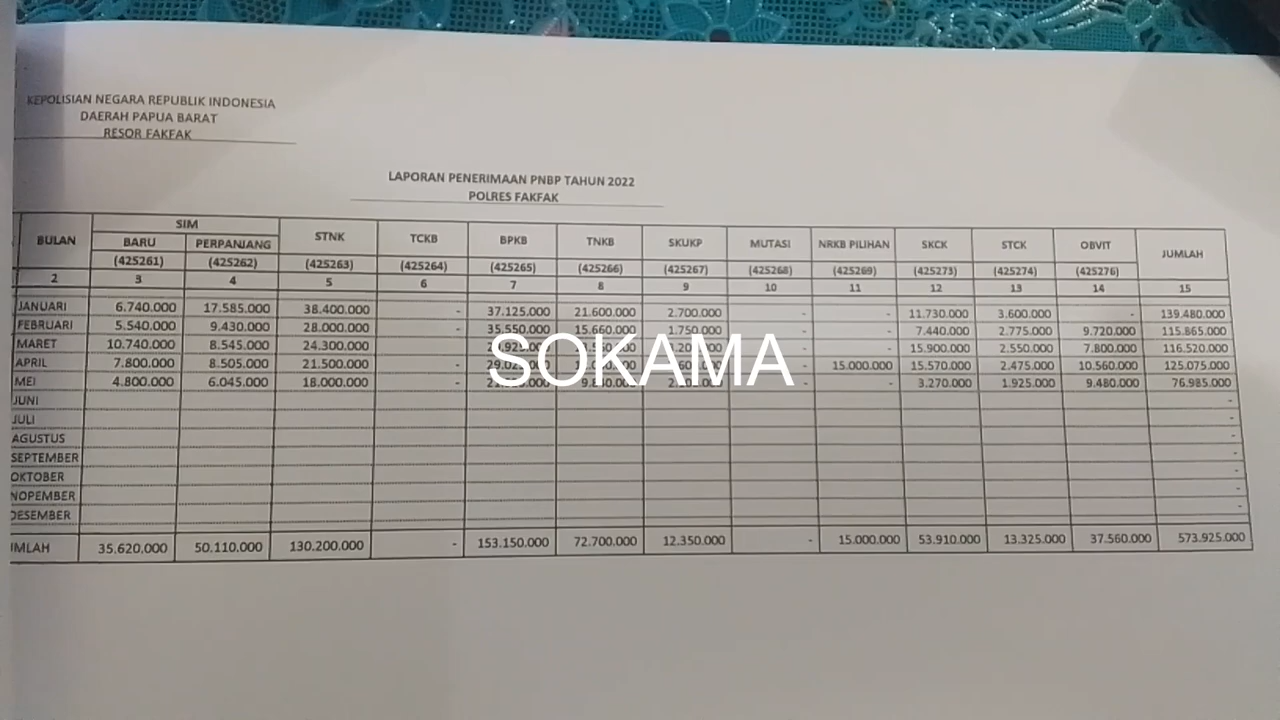 KEPOLISIAN NEGARA REPUBLIK INDONESIA
DAERAH PAPUA BARAT
RESOR FAKFAK
LAPORAN PENERIMAAN PNBP TAHUN 2022
POLRES FAKFAK
BULAN SIM STNK TCKB BPKB TNKB SKUKP MUTASI NRKB PILIHAN SKCK STCK OBVIT JUMLAH
BARU PERPANJANG
(425261) (425262) (425263) (425264) (425265) (425266) (425267) (425268) (425269) (425273) (425274) (425276)
2 3 4 5 6 7 8 9 10 11 12 13 14 15
JANUARI 6.740.000 17.585.000 38.400.000 - 37.125.000 21.600.000 2.700.000 - - 11.730.000 3.600.000 - 139.480.000
FEBRUARI 5.540.000 9.430.000 28.000.000 - 35.550.000 15.660.000 1.750.000 - - 7.440.000 2.775.000 9.720.000 115.865.000
MARET 10.740.000 8.545.000 24.300.000 - - - 15.900.000 2.550.000 7.800.000 116.520.000
APRIL 7.800.000 8.505.000 21.500.000 - - 15.000.000 15.570.000 2.475.000 10.560.000 125.075.000
MEI 4.800.000 6.045.000 18.000.000 - - - 3.270.000 1.925.000 9.480.000 76.985.000
SOKAMA
JUNI -
JULI -
AGUSTUS -
SEPTEMBER -
OKTOBER -
NOPEMBER -
DESEMBER -
MLAH 35.620.000 50.110.000 130.200.000 - 153.150.000 72.700.000 12.350.000 - 15.000.000 53.910.000 13.325.000 37.560.000 573.925.000